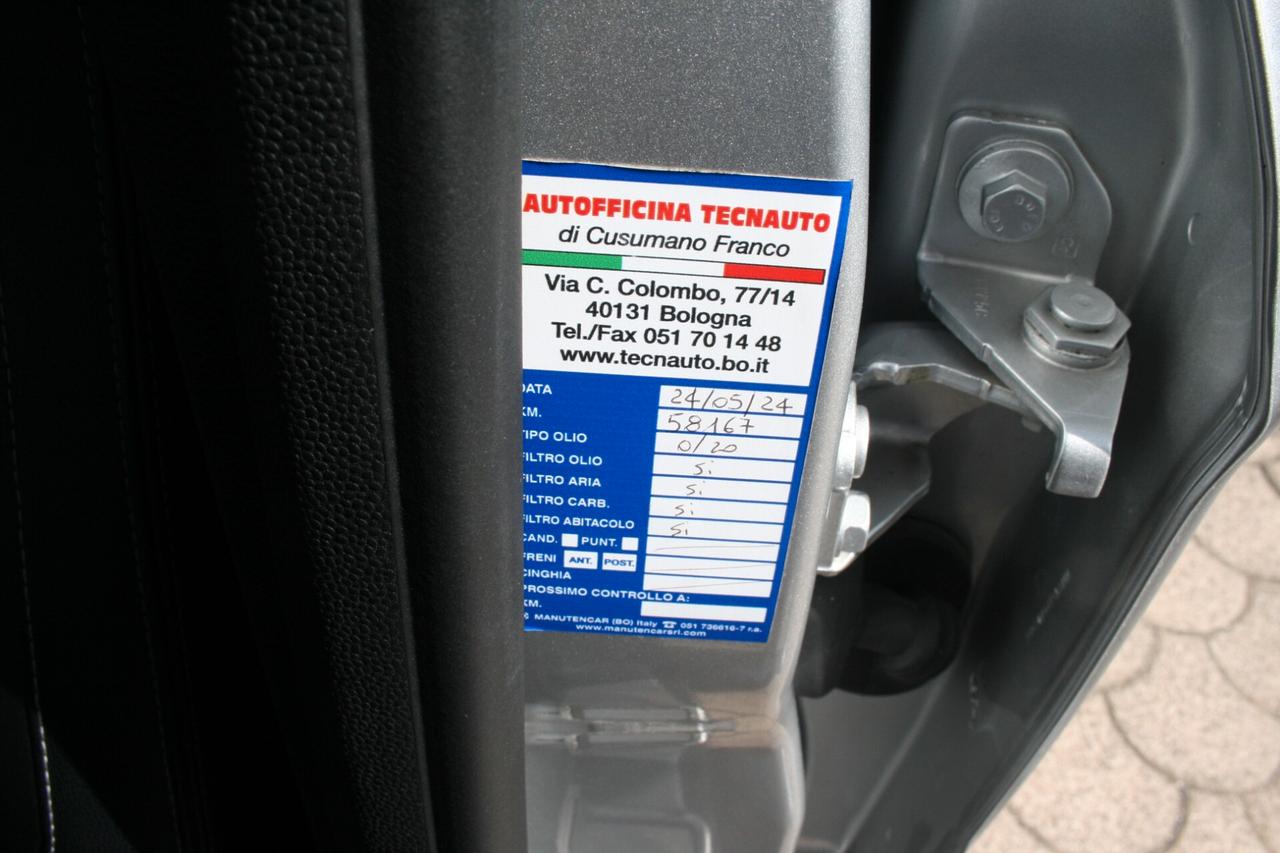 AUTOFFICINA TECNAUTO
di Cusumano Franco
Via C. Colombo, 77/14
40131 Bologna
Tel./Fax 051 70 14 48
www.tecnauto.bo.it
DATA 24/05/24
KM. 58167
TIPO OLIO 0/20
FILTRO OLIO si
FILTRO ARIA si
FILTRO CARB. si
FILTRO ABITACOLO si
CAND. PUNT.
FRENI ANT. POST.
CINGHIA
PROSSIMO CONTROLLO A:
KM.
MANUTENCAR (BO) Italy ☎ 051 736616-7 r.a.
www.manutencarsrl.com